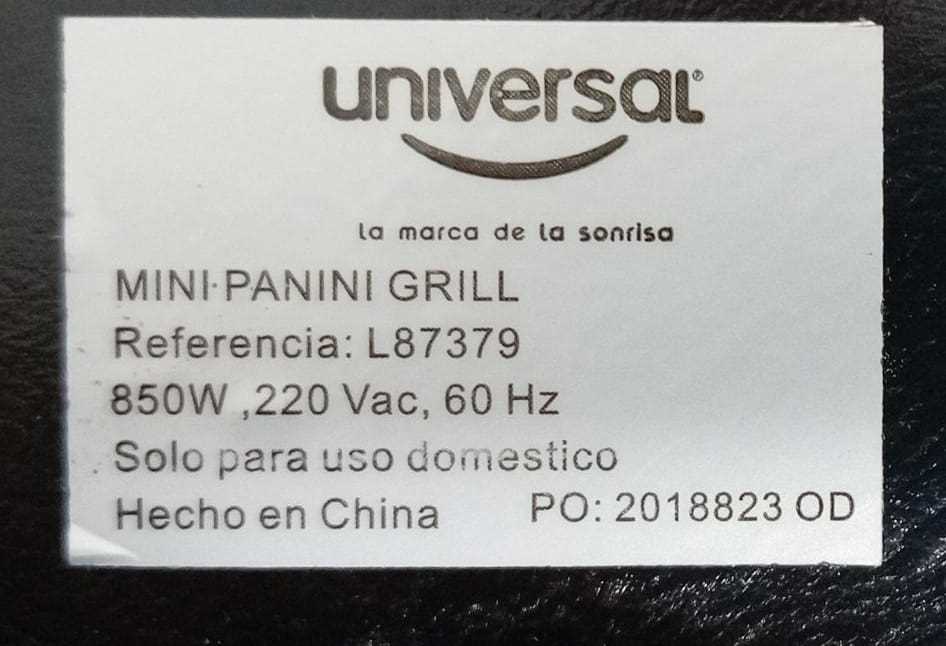 universal®
la marca de la sonrisa
MINI-PANINI GRILL
Referencia: L87379
850W ,220 Vac, 60 Hz
Solo para uso domestico
Hecho en China PO: 2018823 OD